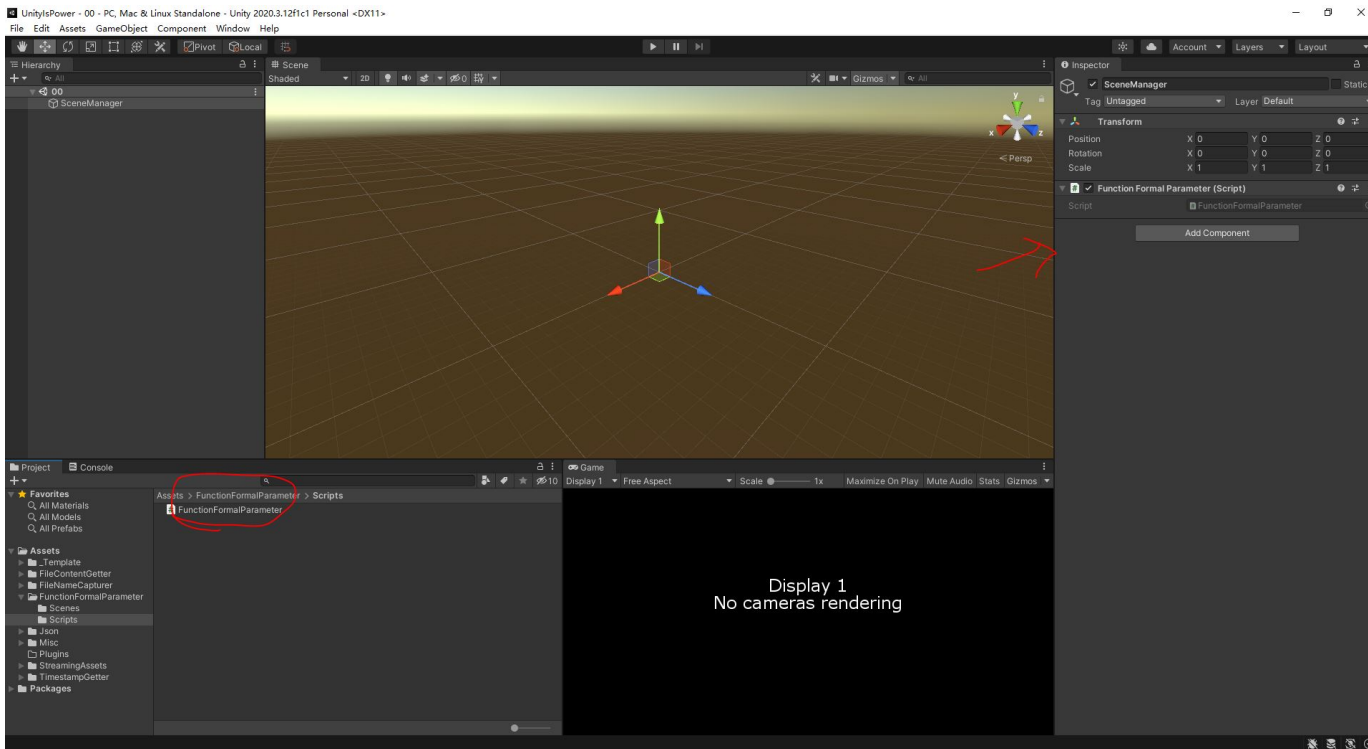 UnityIsPower - 00 - PC, Mac & Linux Standalone - Unity 2020.3.12f1c1 Personal <DX11>
File Edit Assets GameObject Component Window Help
Pivot Local Account Layers Layout
Hierarchy
All
00
SceneManager
Scene
Shaded 2D 0 Gizmos All
y
x z
Persp
Inspector
SceneManager Static
Tag Untagged Layer Default
Transform
Position X 0 Y 0 Z 0
Rotation X 0 Y 0 Z 0
Scale X 1 Y 1 Z 1
Function Formal Parameter (Script)
Script FunctionFormalParameter
Add Component
Project Console
10
Favorites
All Materials
All Models
All Prefabs
Assets
_Template
FileContentGetter
FileNameCapturer
FunctionFormalParameter
Scenes
Scripts
Json
Misc
Plugins
StreamingAssets
TimestampGetter
Packages
Assets > FunctionFormalParameter > Scripts
FunctionFormalParameter
Game
Display 1 Free Aspect Scale 1x Maximize On Play Mute Audio Stats Gizmos
Display 1
No cameras rendering